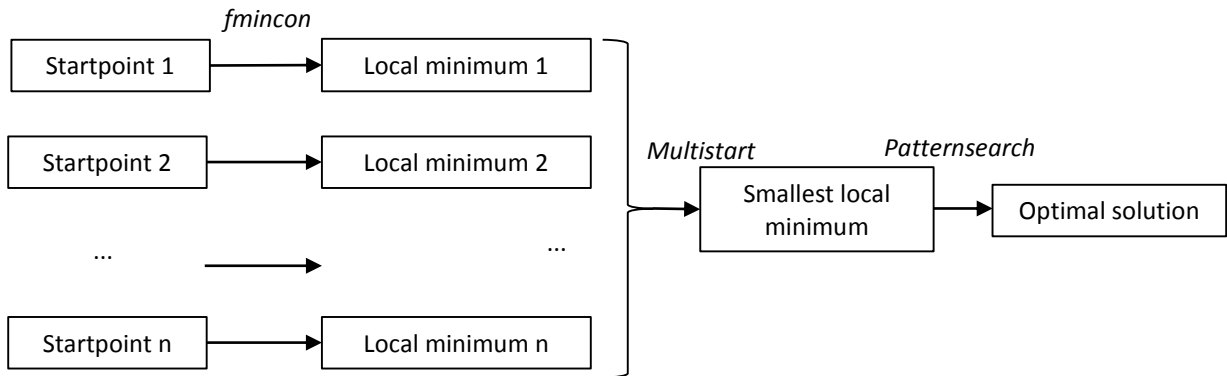 fmincon
Startpoint 1
Local minimum 1
Startpoint 2
Local minimum 2
...
...
Startpoint n
Local minimum n
Multistart
Smallest local
minimum
Patternsearch
Optimal solution